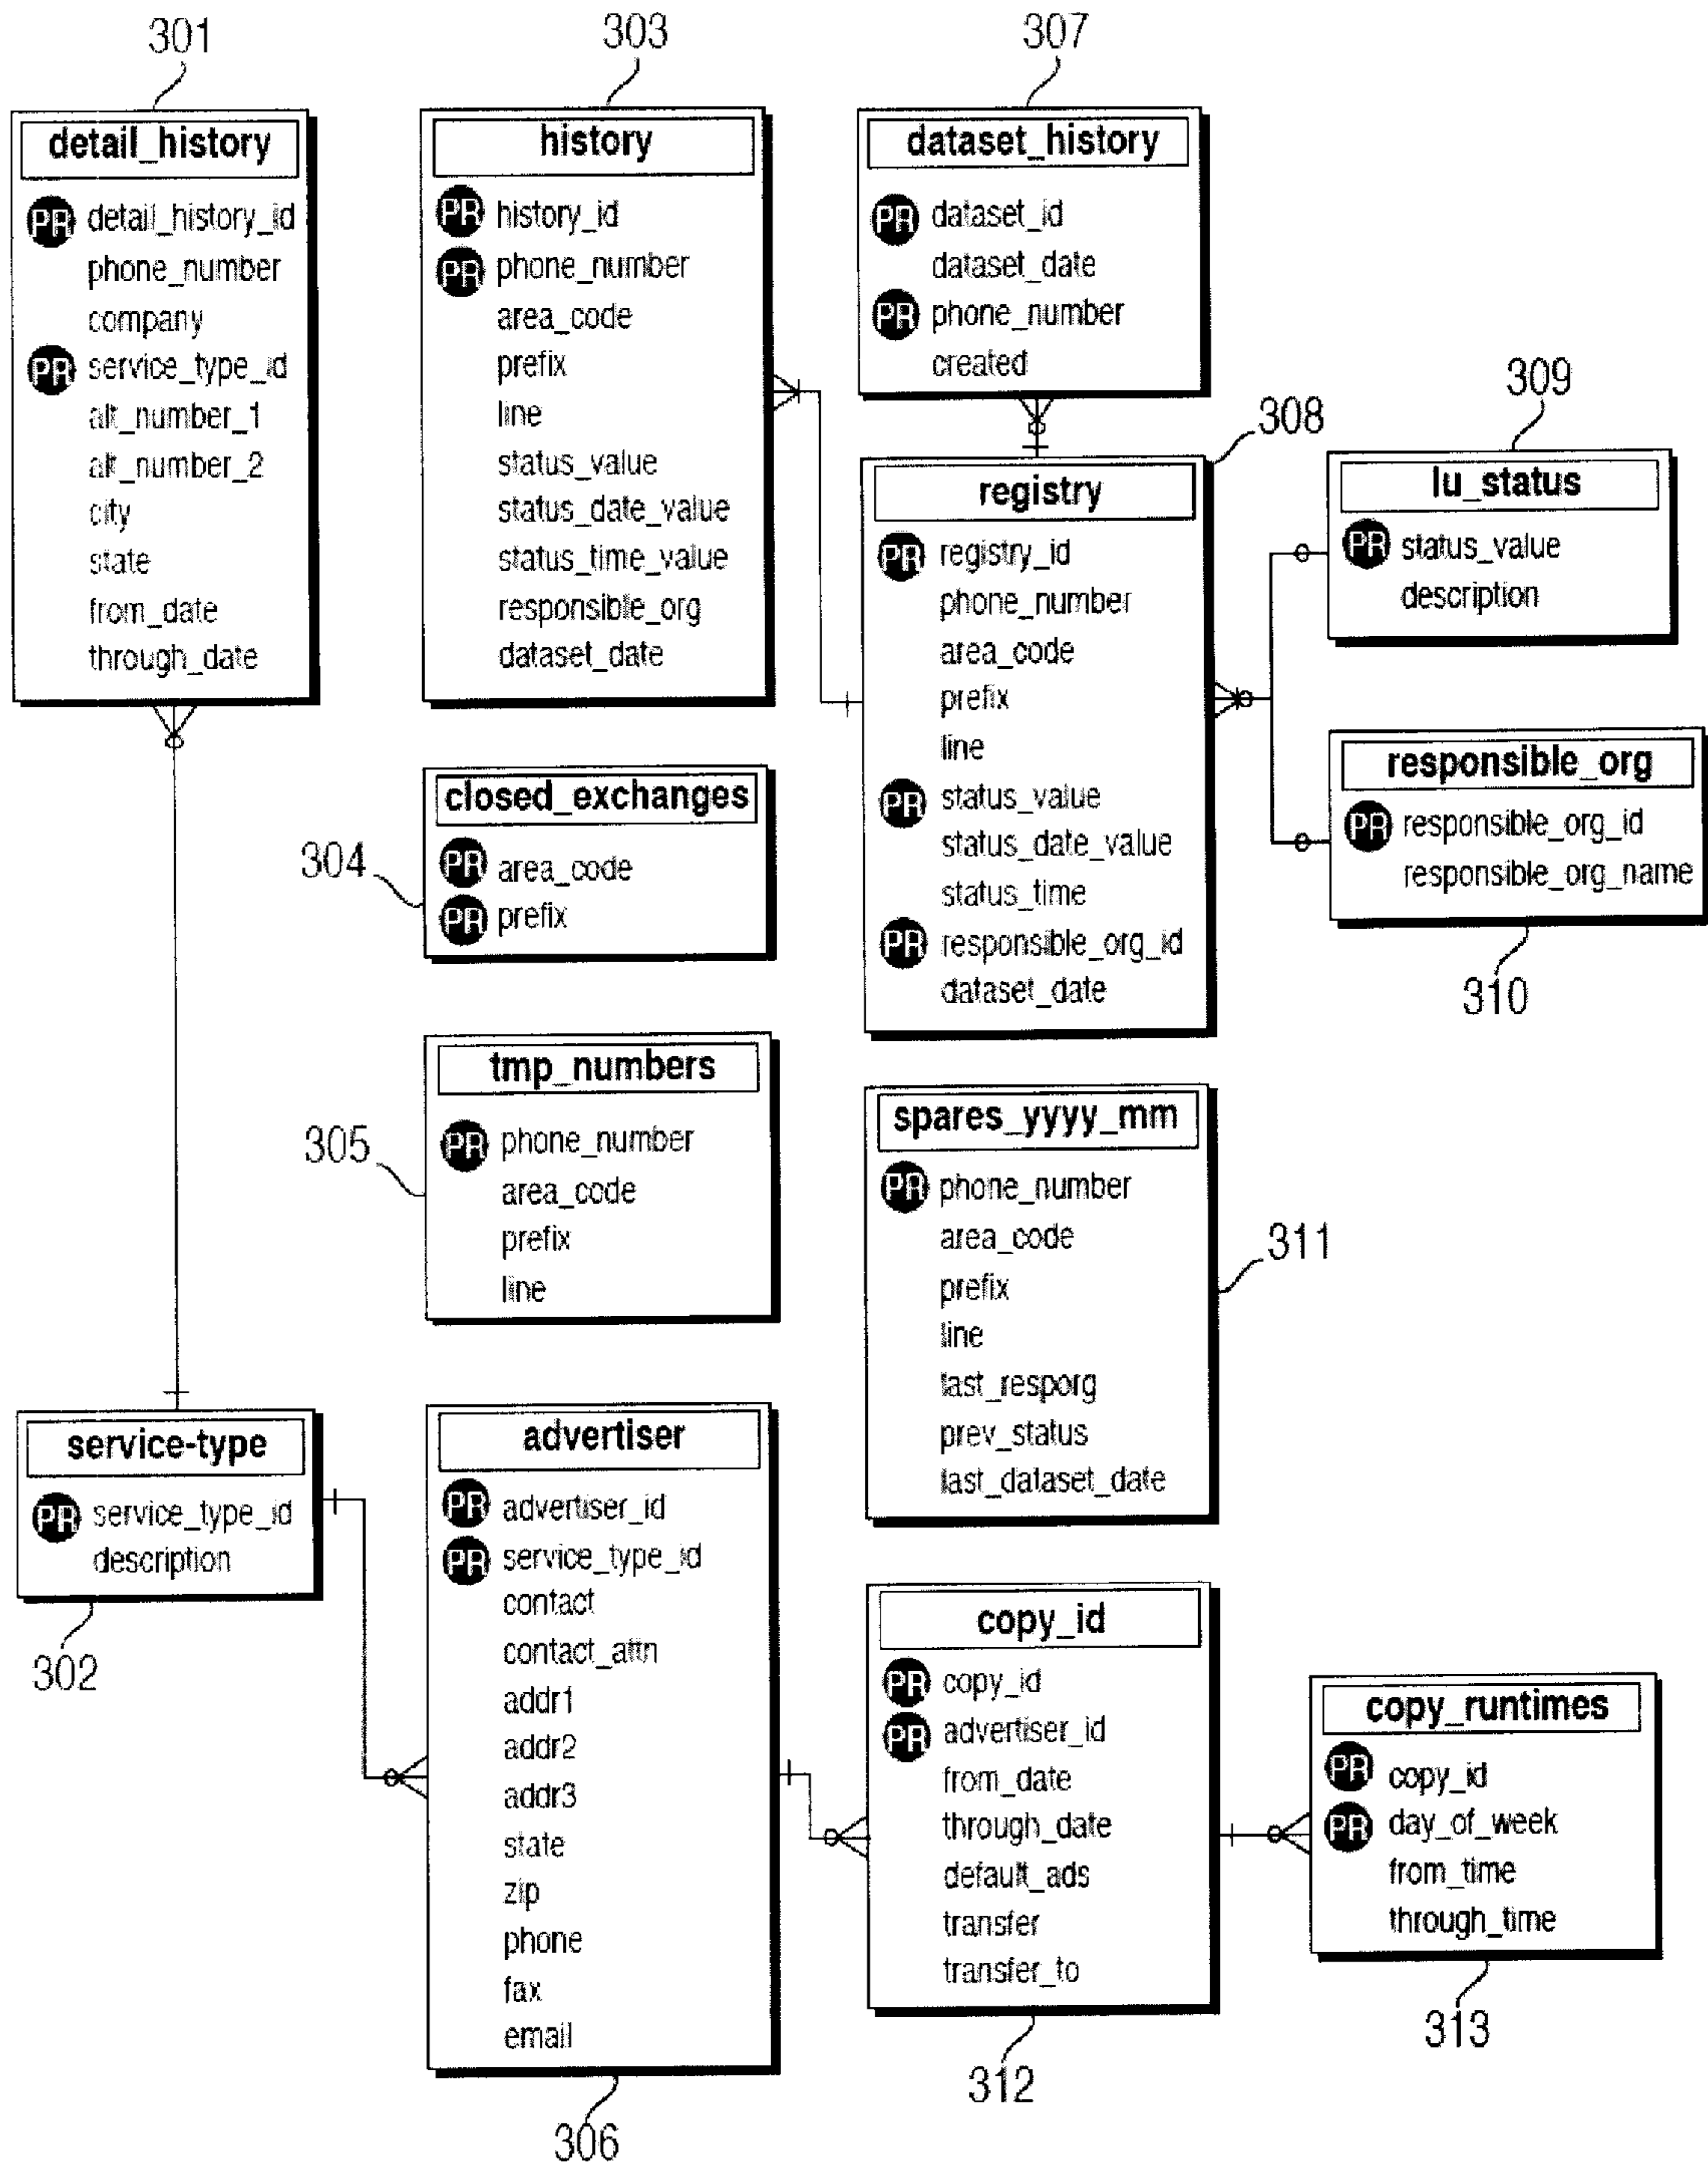 301
detail_history
PR detail_history_id
phone_number
company
PR service_type_id
alt_number_1
alt_number_2
city
state
from_date
through_date
303
history
PR history_id
PR phone_number
area_code
prefix
line
status_value
status_date_value
status_time_value
responsible_org
dataset_date
307
dataset_history
PR dataset_id
dataset_date
PR phone_number
created
308
registry
PR registry_id
phone_number
area_code
prefix
line
PR status_value
status_date_value
status_time
PR responsible_org_id
dataset_date
309
lu_status
PR status_value
description
responsible_org
PR responsible_org_id
responsible_org_name
310
closed_exchanges
304
PR area_code
PR prefix
tmp_numbers
305
PR phone_number
area_code
prefix
line
spares_yyyy_mm
PR phone_number
area_code
prefix
line
last_resporg
prev_status
last_dataset_date
311
service-type
PR service_type_id
description
302
advertiser
PR advertiser_id
PR service_type_id
contact
contact_attn
addr1
addr2
addr3
state
zip
phone
fax
email
306
copy_id
PR copy_id
PR advertiser_id
from_date
through_date
default_ads
transfer
transfer_to
312
copy_runtimes
PR copy_id
PR day_of_week
from_time
through_time
313